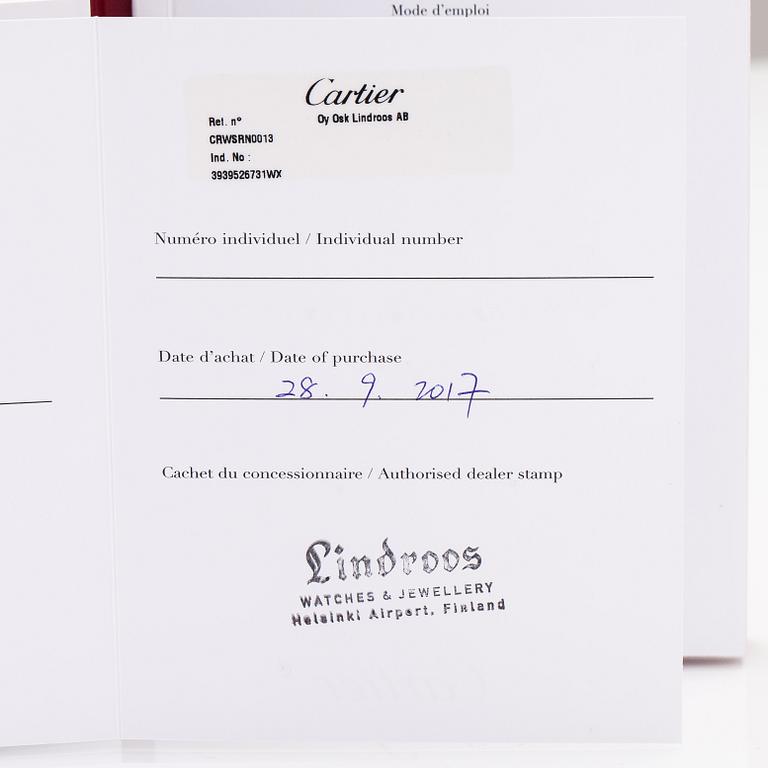 Mode d'emploi
Cartier
Oy Osk Lindroos AB
Ref. n°
CRWSRN0013
Ind. No :
3939526731WX
Numéro individuel / Individual number
Date d'achat / Date of purchase
28. 9. 2017
Cachet du concessionnaire / Authorised dealer stamp
Lindroos
WATCHES & JEWELLERY
Helsinki Airport, Finland